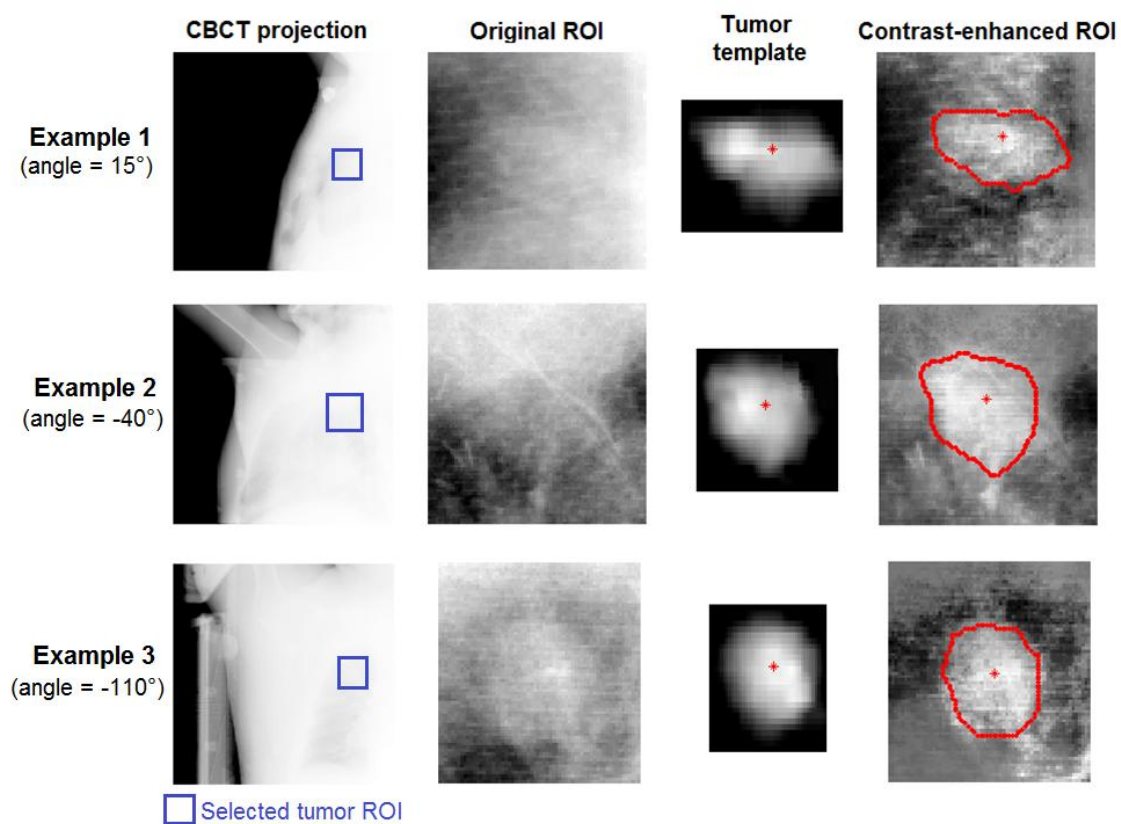 CBCT projection
Original ROI
Tumor
template
Contrast-enhanced ROI
Example 1
(angle = 15°)
Example 2
(angle = -40°)
Example 3
(angle = -110°)
Selected tumor ROI